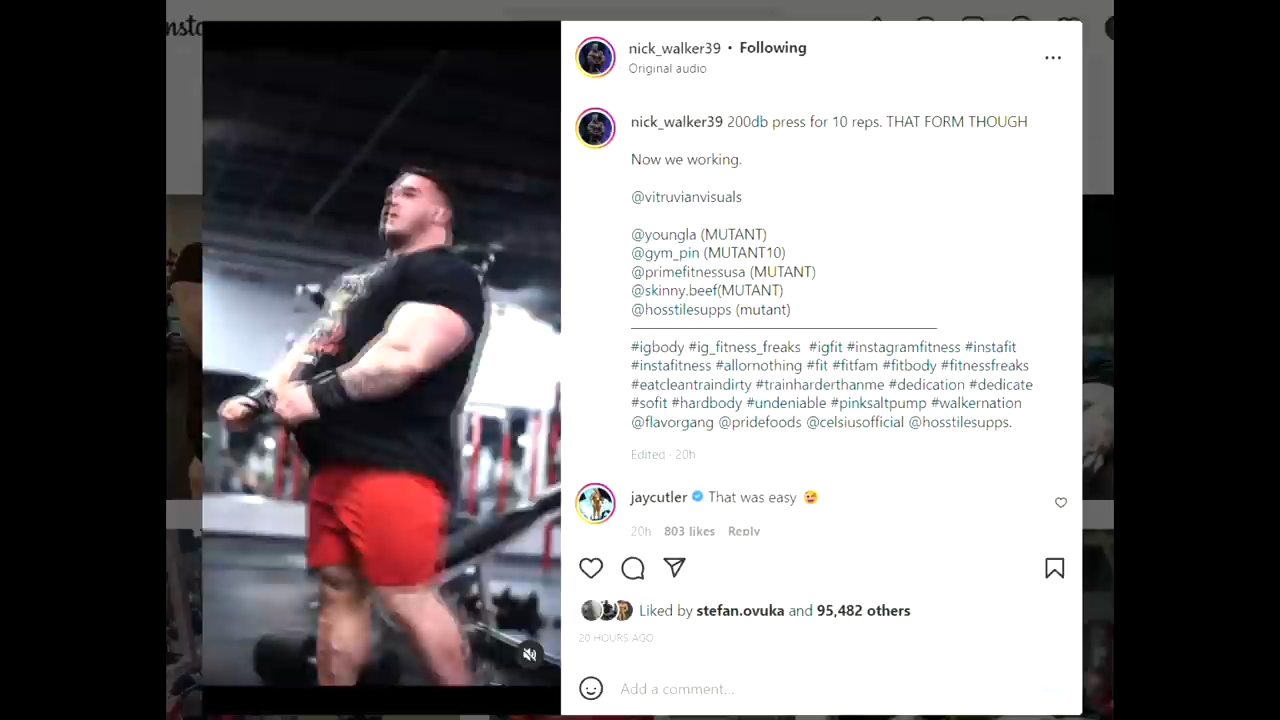 nick_walker39 • Following
Original audio
nick_walker39 200db press for 10 reps. THAT FORM THOUGH
Now we working.
@vitruvianvisuals
@youngla (MUTANT)
@gym_pin (MUTANT10)
@primefitnessusa (MUTANT)
@skinny.beef(MUTANT)
@hosstilesupps (mutant)
#igbody #ig_fitness_freaks #igfit #instagramfitness #instafit
#instafitness #allornothing #fit #fitfam #fitbody #fitnessfreaks
#eatcleantraindirty #trainharderthanme #dedication #dedicate
#sofit #hardbody #undeniable #pinksaltpump #walkernation
@flavorgang @pridefoods @celsiusofficial @hosstilesupps.
Edited · 20h
jaycutler That was easy 😜
20h 803 likes Reply
Liked by stefan.ovuka and 95,482 others
20 HOURS AGO
Add a comment...